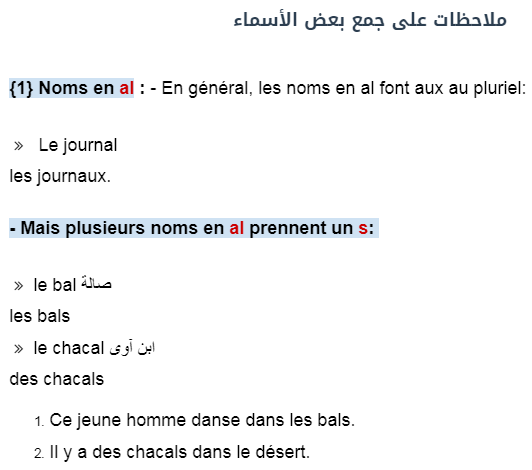 ملاحظات على جمع بعض الأسماء
{1} Noms en al : - En général, les noms en al font aux au pluriel:
» Le journal
les journaux.
- Mais plusieurs noms en al prennent un s:
» le bal صالة
les bals
» le chacal ابن آوى
des chacals
1. Ce jeune homme danse dans les bals.
2. Il y a des chacals dans le désert.